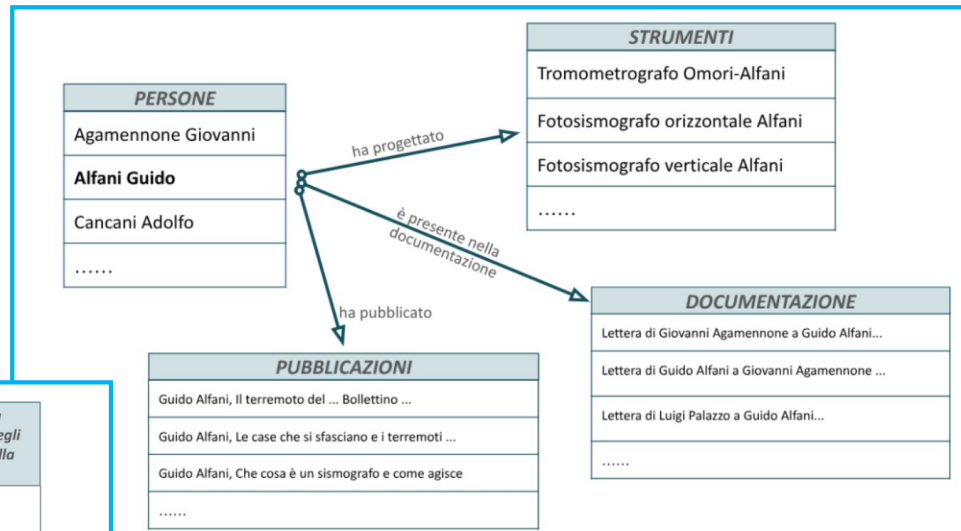 STRUMENTI
Tromometrografo Omori-Alfani
Fotosismografo orizzontale Alfani
Fotosismografo verticale Alfani
......
PERSONE
Agamennone Giovanni
Alfani Guido
Cancani Adolfo
......
ha progettato
è presente nella
documentazione
ha pubblicato
DOCUMENTAZIONE
Lettera di Giovanni Agamennone a Guido Alfani...
Lettera di Guido Alfani a Giovanni Agamennone ...
Lettera di Luigi Palazzo a Guido Alfani...
......
PUBBLICAZIONI
Guido Alfani, Il terremoto del ... Bollettino ...
Guido Alfani, Le case che si sfasciano e i terremoti ...
Guido Alfani, Che cosa è un sismografo e come agisce
......